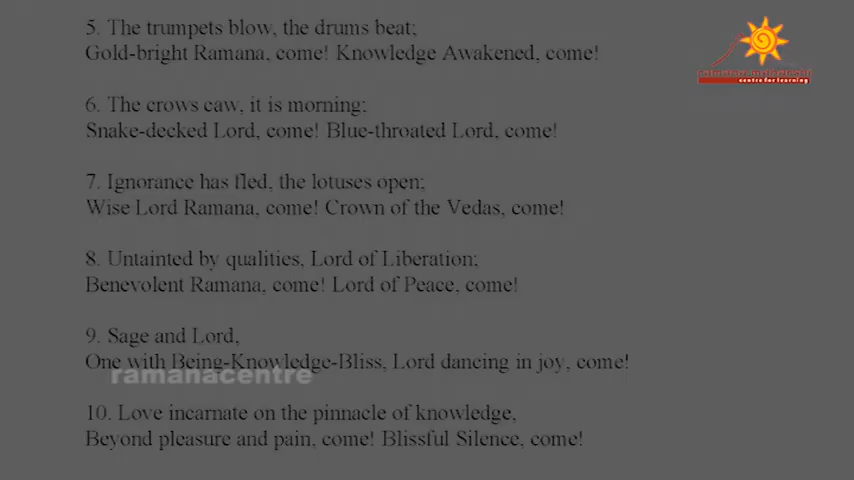 5. The trumpets blow, the drums beat;
Gold-bright Ramana, come! Knowledge Awakened, come!
6. The crows caw, it is morning;
Snake-decked Lord, come! Blue-throated Lord, come!
7. Ignorance has fled, the lotuses open;
Wise Lord Ramana, come! Crown of the Vedas, come!
8. Untainted by qualities, Lord of Liberation;
Benevolent Ramana, come! Lord of Peace, come!
9. Sage and Lord,
One with Being-Knowledge-Bliss, Lord dancing in joy, come!
ramanacentre
10. Love incarnate on the pinnacle of knowledge,
Beyond pleasure and pain, come! Blissful Silence, come!
centre for learning